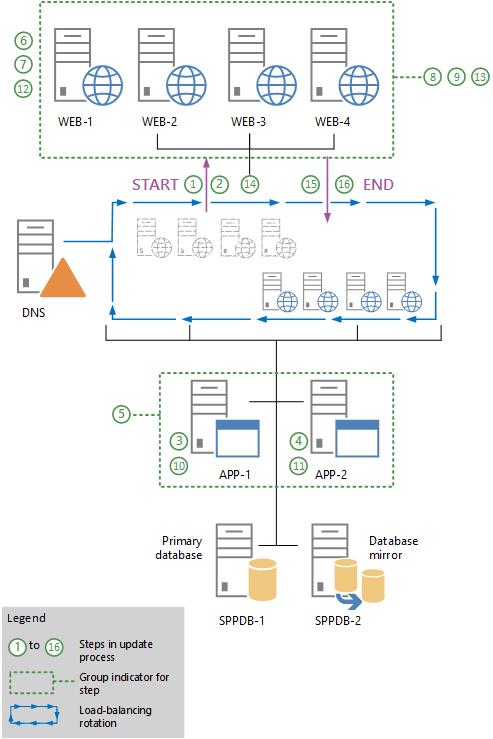 6
7
12
8 9 13
WEB-1 WEB-2 WEB-3 WEB-4
START 1 2 14 15 16 END
DNS
5
3
4
10
11
APP-1 APP-2
Primary
database
Database
mirror
SPPDB-1 SPPDB-2
Legend
1 to 16 Steps in update
process
Group indicator for
step
Load-balancing
rotation